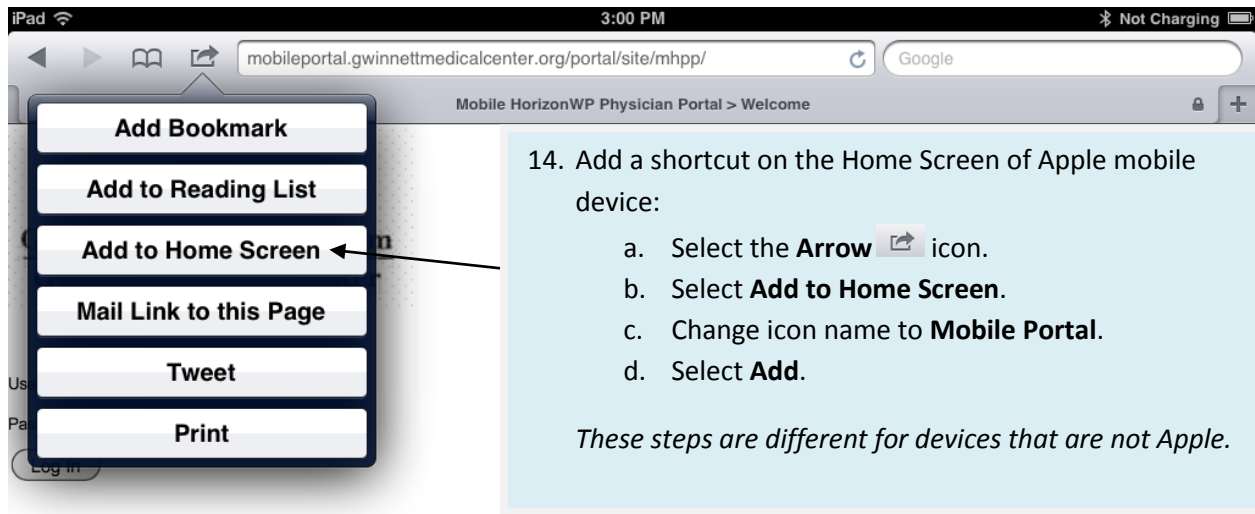 iPad 3:00 PM Not Charging
mobileportal.gwinnettmedicalcenter.org/portal/site/mhpp/ Google
Mobile HorizonWP Physician Portal > Welcome
Add Bookmark
Add to Reading List
Add to Home Screen
Mail Link to this Page
Tweet
Print
Log in
14. Add a shortcut on the Home Screen of Apple mobile
device:
a. Select the Arrow icon.
b. Select Add to Home Screen.
c. Change icon name to Mobile Portal.
d. Select Add.
These steps are different for devices that are not Apple.